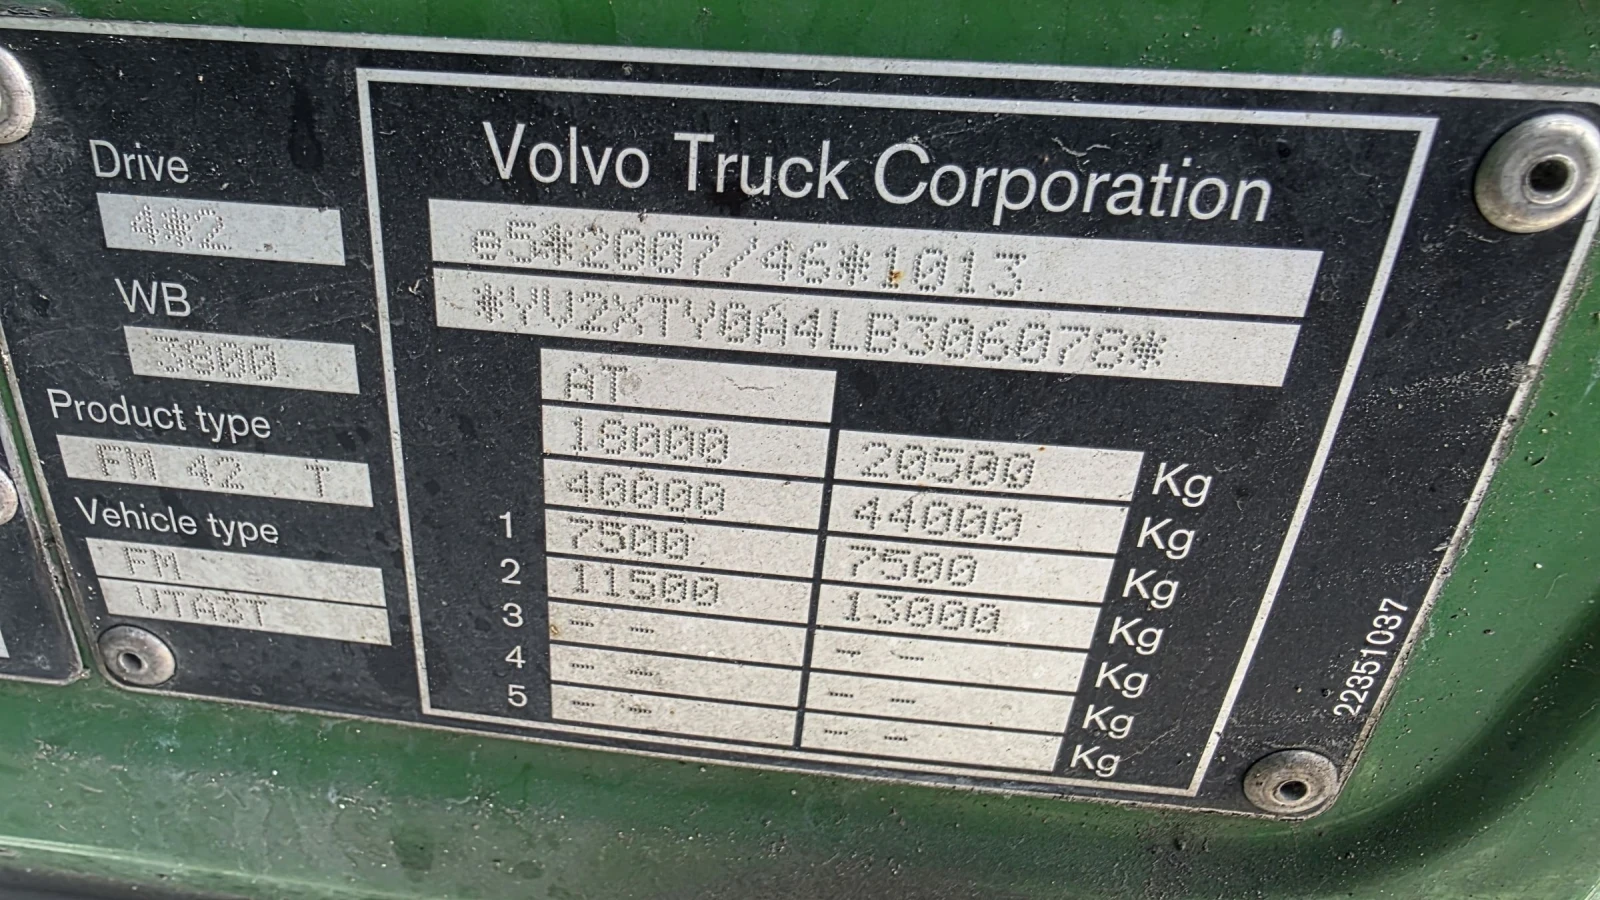 Drive
4*2
WB
3800
Product type
FM 42 T
Vehicle type
FM
VTA3T
Volvo Truck Corporation
e5*2007/46*1013
*YV2XTY0A4LB306078*
AT
18000 20500 Kg
40000 44000 Kg
1 7500 7500 Kg
2 11500 13000 Kg
3 -- -- Kg
4 -- -- Kg
5 -- -- Kg
22351037